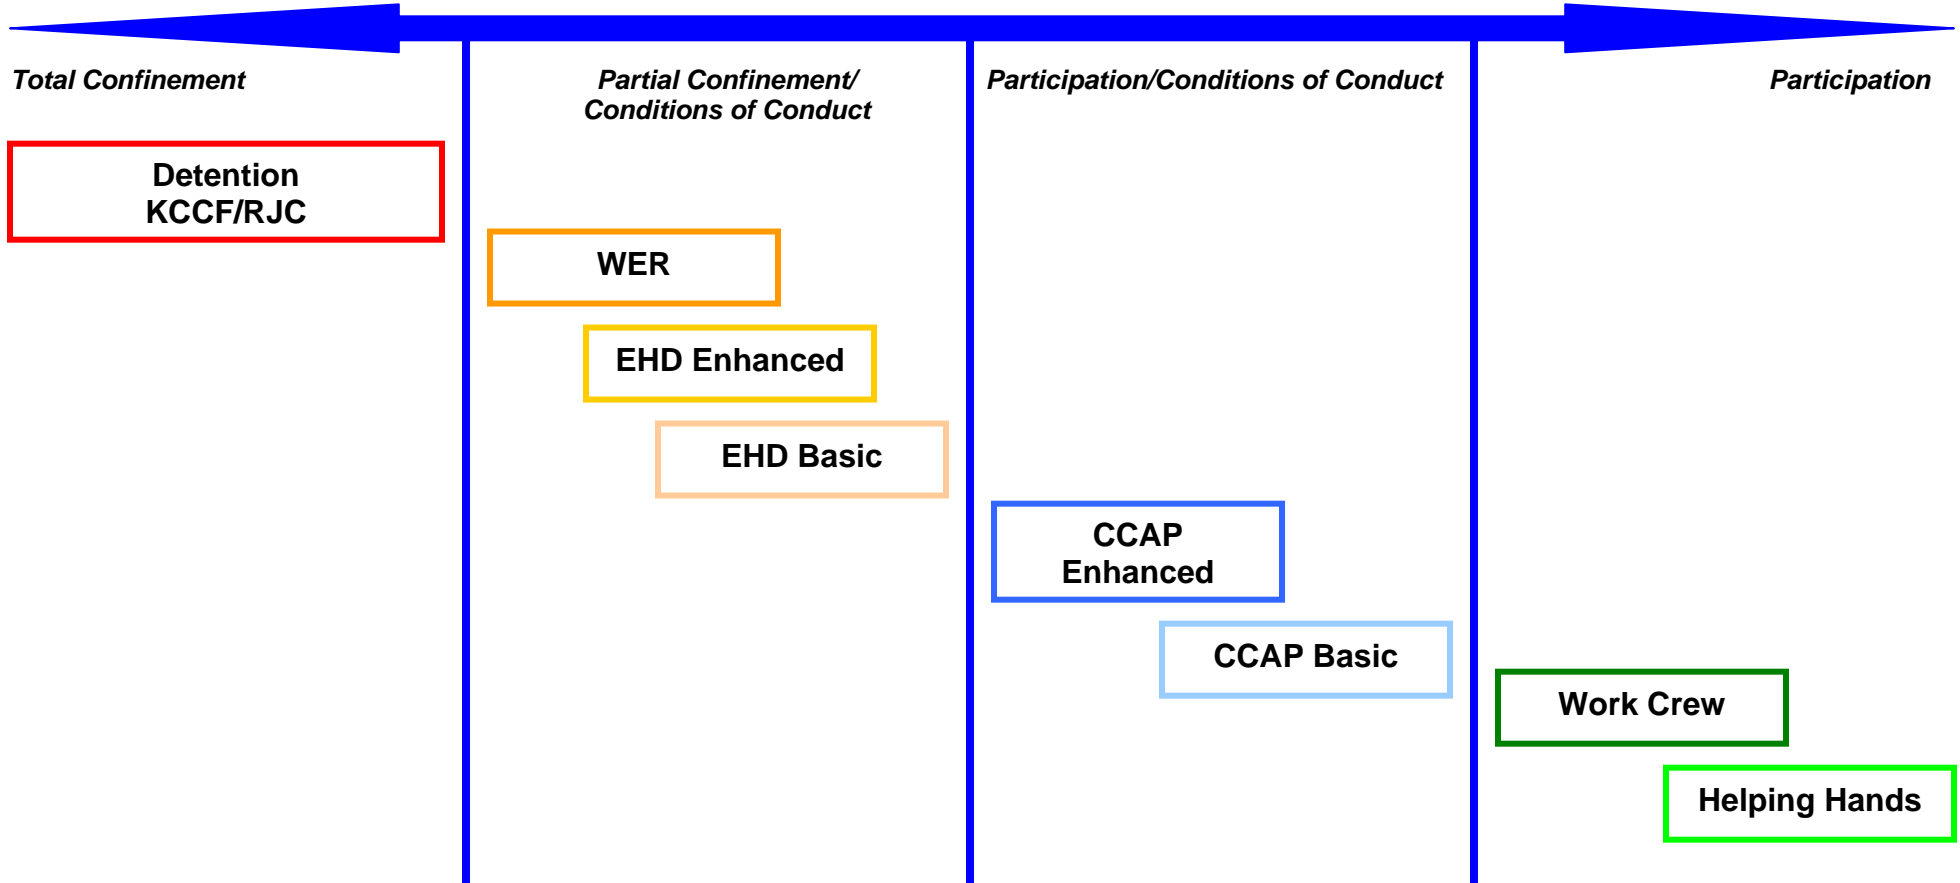 Total Confinement
Partial Confinement/
Conditions of Conduct
Participation/Conditions of Conduct
Participation
Detention
KCCF/RJC
WER
EHD Enhanced
EHD Basic
CCAP
Enhanced
CCAP Basic
Work Crew
Helping Hands